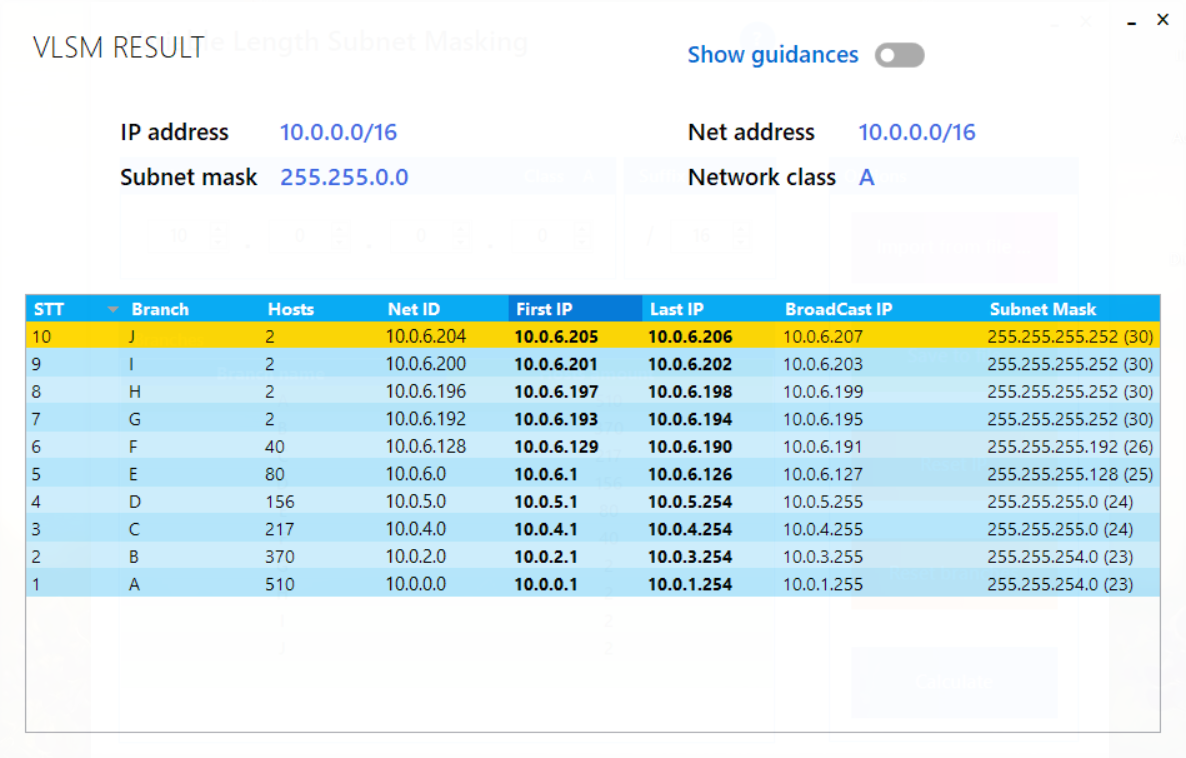 VLSM RESULT
Length Subnet Masking
Show guidances
IP address 10.0.0.0/16 Net address 10.0.0.0/16
Subnet mask 255.255.0.0 Network class A
10 . 0 . 0 . 0 / 16
STT Branch Hosts Net ID First IP Last IP BroadCast IP Subnet Mask
10 J 2 10.0.6.204 10.0.6.205 10.0.6.206 10.0.6.207 255.255.255.252 (30)
9 I 2 10.0.6.200 10.0.6.201 10.0.6.202 10.0.6.203 255.255.255.252 (30)
8 H 2 10.0.6.196 10.0.6.197 10.0.6.198 10.0.6.199 255.255.255.252 (30)
7 G 2 10.0.6.192 10.0.6.193 10.0.6.194 10.0.6.195 255.255.255.252 (30)
6 F 40 10.0.6.128 10.0.6.129 10.0.6.190 10.0.6.191 255.255.255.192 (26)
5 E 80 10.0.6.0 10.0.6.1 10.0.6.126 10.0.6.127 255.255.255.128 (25)
4 D 156 10.0.5.0 10.0.5.1 10.0.5.254 10.0.5.255 255.255.255.0 (24)
3 C 217 10.0.4.0 10.0.4.1 10.0.4.254 10.0.4.255 255.255.255.0 (24)
2 B 370 10.0.2.0 10.0.2.1 10.0.3.254 10.0.3.255 255.255.254.0 (23)
1 A 510 10.0.0.0 10.0.0.1 10.0.1.254 10.0.1.255 255.255.254.0 (23)
J 2
J 2